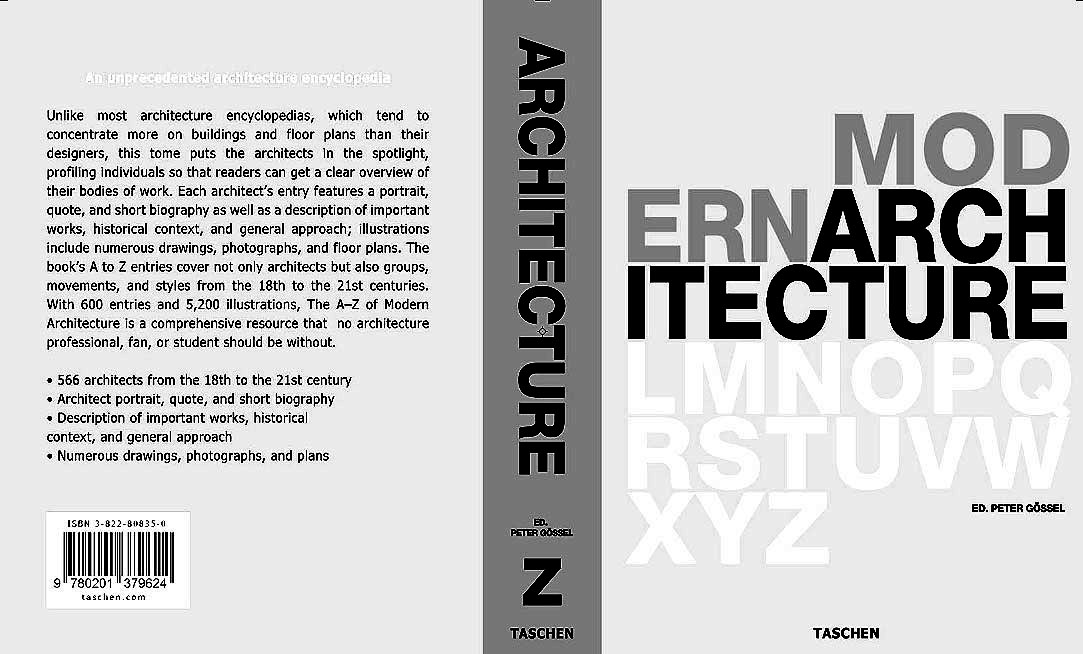 An unprecedented architecture encyclopedia
Unlike most architecture encyclopedias, which tend to
concentrate more on buildings and floor plans than their
designers, this tome puts the architects in the spotlight,
profiling individuals so that readers can get a clear overview of
their bodies of work. Each architect's entry features a portrait,
quote, and short biography as well as a description of important
works, historical context, and general approach; illustrations
include numerous drawings, photographs, and floor plans. The
book's A to Z entries cover not only architects but also groups,
movements, and styles from the 18th to the 21st centuries.
With 600 entries and 5,200 illustrations, The A–Z of Modern
Architecture is a comprehensive resource that no architecture
professional, fan, or student should be without.
• 566 architects from the 18th to the 21st century
• Architect portrait, quote, and short biography
• Description of important works, historical
context, and general approach
• Numerous drawings, photographs, and plans
ISBN 3-822-80835-0
9 780201 379624
taschen.com
ARCHITECTURE
ED.
PETER GÖSSEL
Z
TASCHEN
MOD
ERNARCH
ITECTURE
LMNOPQ
RSTUVW
XYZ
ED. PETER GÖSSEL
TASCHEN